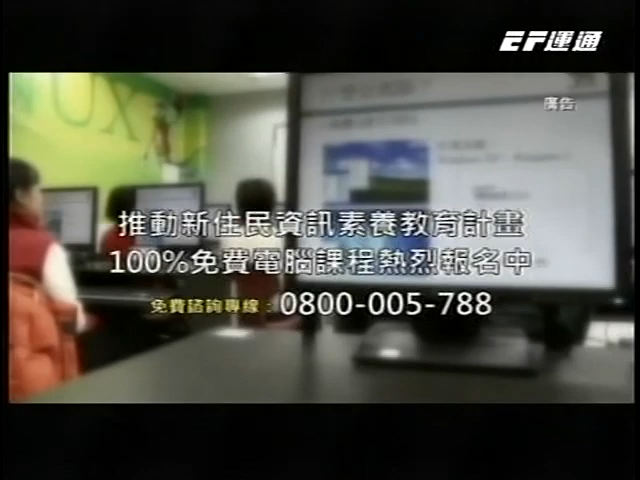 EF運通
廣告
UX
推動新住民資訊素養教育計畫
100%免費電腦課程熱烈報名中
免費諮詢專線：0800-005-788